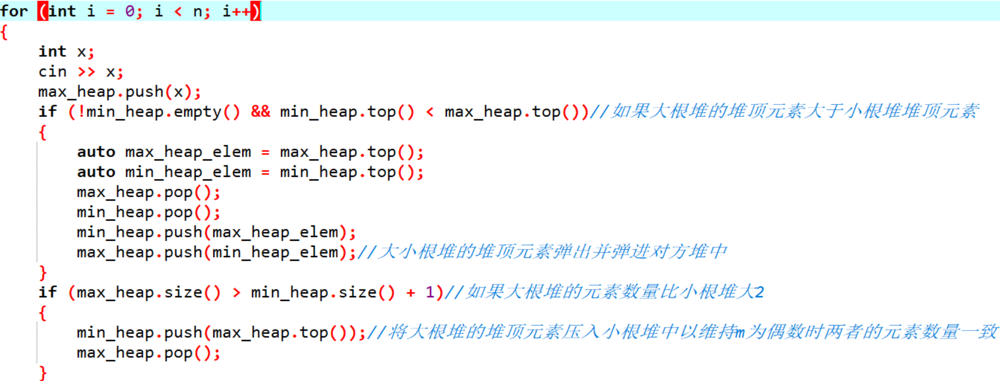 for (int i = 0; i < n; i++)
{
    int x;
    cin >> x;
    max_heap.push(x);
    if (!min_heap.empty() && min_heap.top() < max_heap.top())//如果大根堆的堆顶元素大于小根堆堆顶元素
    {
        auto max_heap_elem = max_heap.top();
        auto min_heap_elem = min_heap.top();
        max_heap.pop();
        min_heap.pop();
        min_heap.push(max_heap_elem);
        max_heap.push(min_heap_elem);//大小根堆的堆顶元素弹出并弹进对方堆中
    }
    if (max_heap.size() > min_heap.size() + 1)//如果大根堆的元素数量比小根堆大2
    {
        min_heap.push(max_heap.top());//将大根堆的堆顶元素压入小根堆中以维持m为偶数时两者的元素数量一致
        max_heap.pop();
    }